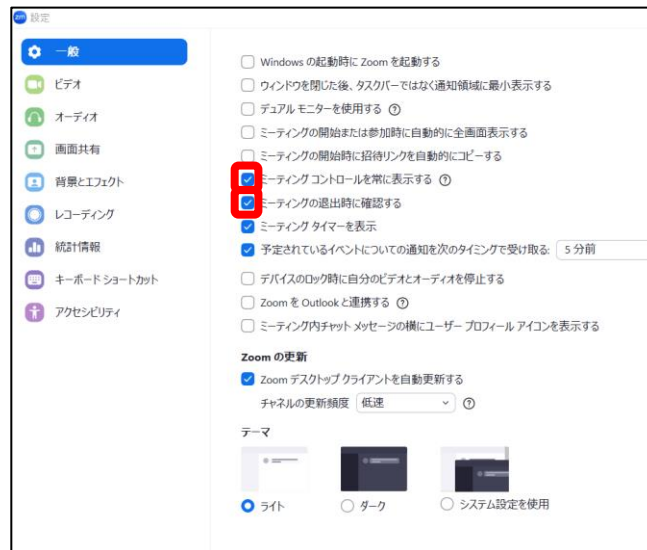 zm 設定
一般
ビデオ
オーディオ
画面共有
背景とエフェクト
レコーディング
統計情報
キーボード ショートカット
アクセシビリティ
Windows の起動時に Zoom を起動する
ウィンドウを閉じた後、タスクバーではなく通知領域に最小表示する
デュアル モニターを使用する ?
ミーティングの開始または参加時に自動的に全画面表示する
ミーティングの開始時に招待リンクを自動的にコピーする
ミーティング コントロールを常に表示する ?
ミーティングの退出時に確認する
ミーティング タイマーを表示
予定されているイベントについての通知を次のタイミングで受け取る: 5 分前
デバイスのロック時に自分のビデオとオーディオを停止する
Zoom を Outlook と連携する ?
ミーティング内チャット メッセージの横にユーザー プロフィール アイコンを表示する
Zoom の更新
Zoom デスクトップ クライアントを自動更新する
チャネルの更新頻度 低速 ?
テーマ
ライト ダーク システム設定を使用